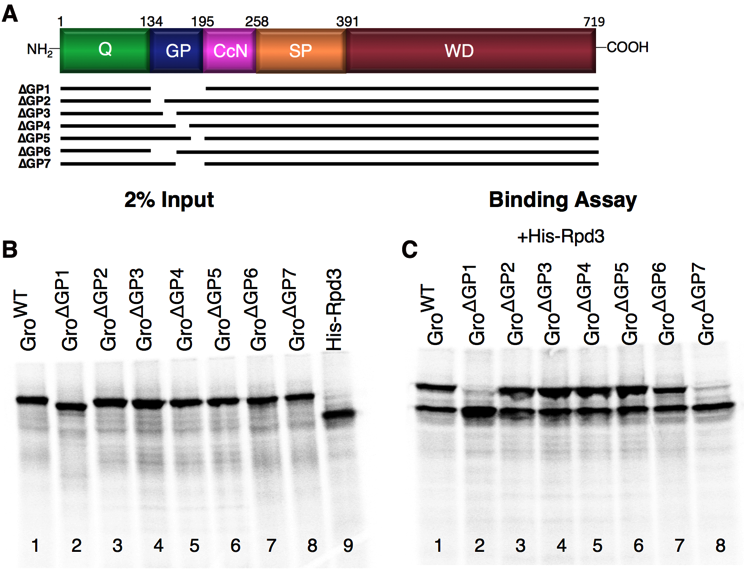 A
1 134 195 258 391 719
NH2 Q GP CcN SP WD COOH
ΔGP1
ΔGP2
ΔGP3
ΔGP4
ΔGP5
ΔGP6
ΔGP7
2% Input
Binding Assay
+His-Rpd3
B
GroWT GroΔGP1 GroΔGP2 GroΔGP3 GroΔGP4 GroΔGP5 GroΔGP6 GroΔGP7 His-Rpd3
1 2 3 4 5 6 7 8 9
C
GroWT GroΔGP1 GroΔGP2 GroΔGP3 GroΔGP4 GroΔGP5 GroΔGP6 GroΔGP7
1 2 3 4 5 6 7 8